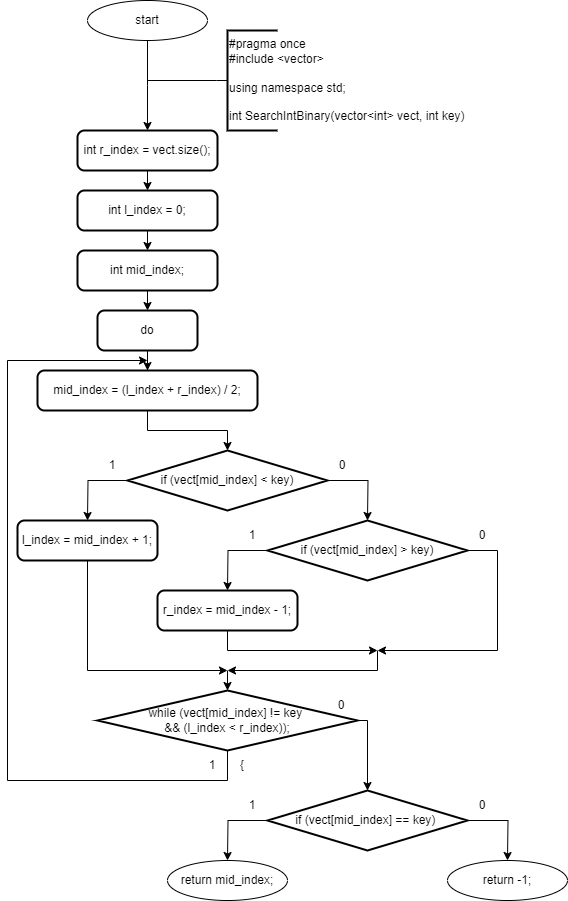 start
#pragma once
#include <vector>
using namespace std;
int SearchIntBinary(vector<int> vect, int key)
int r_index = vect.size();
int l_index = 0;
int mid_index;
do
mid_index = (l_index + r_index) / 2;
1
if (vect[mid_index] < key)
0
l_index = mid_index + 1;
1
if (vect[mid_index] > key)
0
r_index = mid_index - 1;
while (vect[mid_index] != key
&& (l_index < r_index));
0
1
{
1
if (vect[mid_index] == key)
0
return mid_index;
return -1;